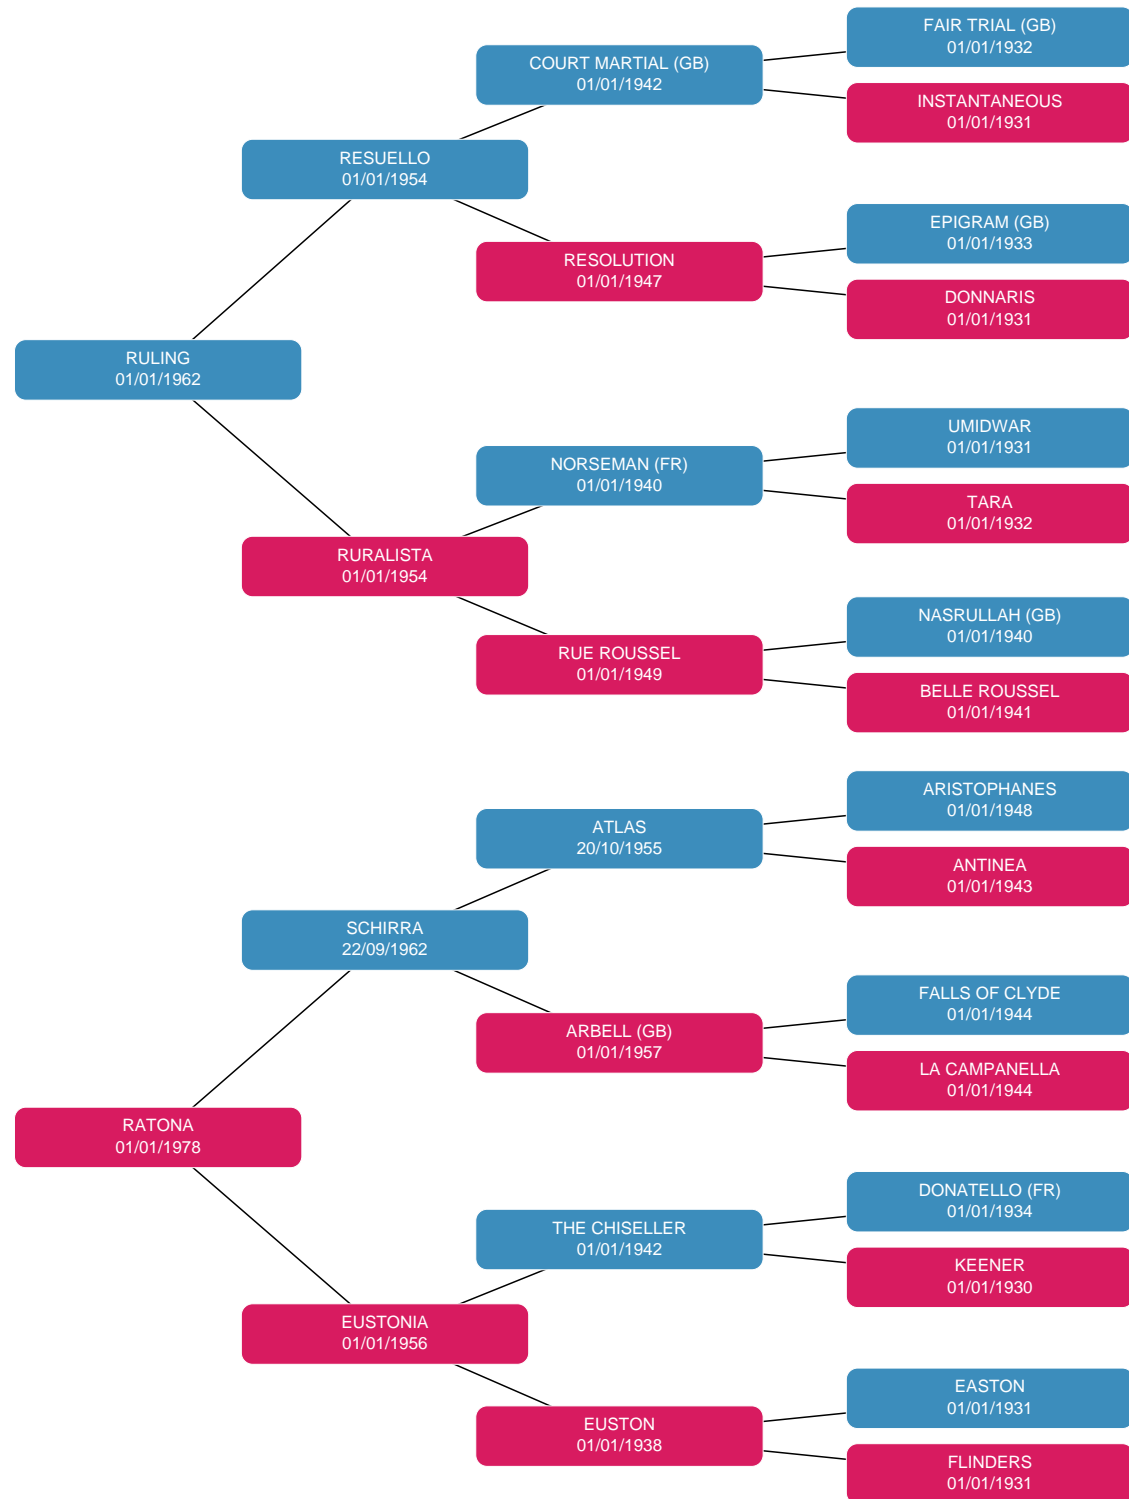 FAIR TRIAL (GB)
01/01/1932
COURT MARTIAL (GB)
01/01/1942
INSTANTANEOUS
01/01/1931
RESUELLO
01/01/1954
EPIGRAM (GB)
01/01/1933
RESOLUTION
01/01/1947
DONNARIS
01/01/1931
RULING
01/01/1962
UMIDWAR
01/01/1931
NORSEMAN (FR)
01/01/1940
TARA
01/01/1932
RURALISTA
01/01/1954
NASRULLAH (GB)
01/01/1940
RUE ROUSSEL
01/01/1949
BELLE ROUSSEL
01/01/1941
ARISTOPHANES
01/01/1948
ATLAS
20/10/1955
ANTINEA
01/01/1943
SCHIRRA
22/09/1962
FALLS OF CLYDE
01/01/1944
ARBELL (GB)
01/01/1957
LA CAMPANELLA
01/01/1944
RATONA
01/01/1978
DONATELLO (FR)
01/01/1934
THE CHISELLER
01/01/1942
KEENER
01/01/1930
EUSTONIA
01/01/1956
EASTON
01/01/1931
EUSTON
01/01/1938
FLINDERS
01/01/1931